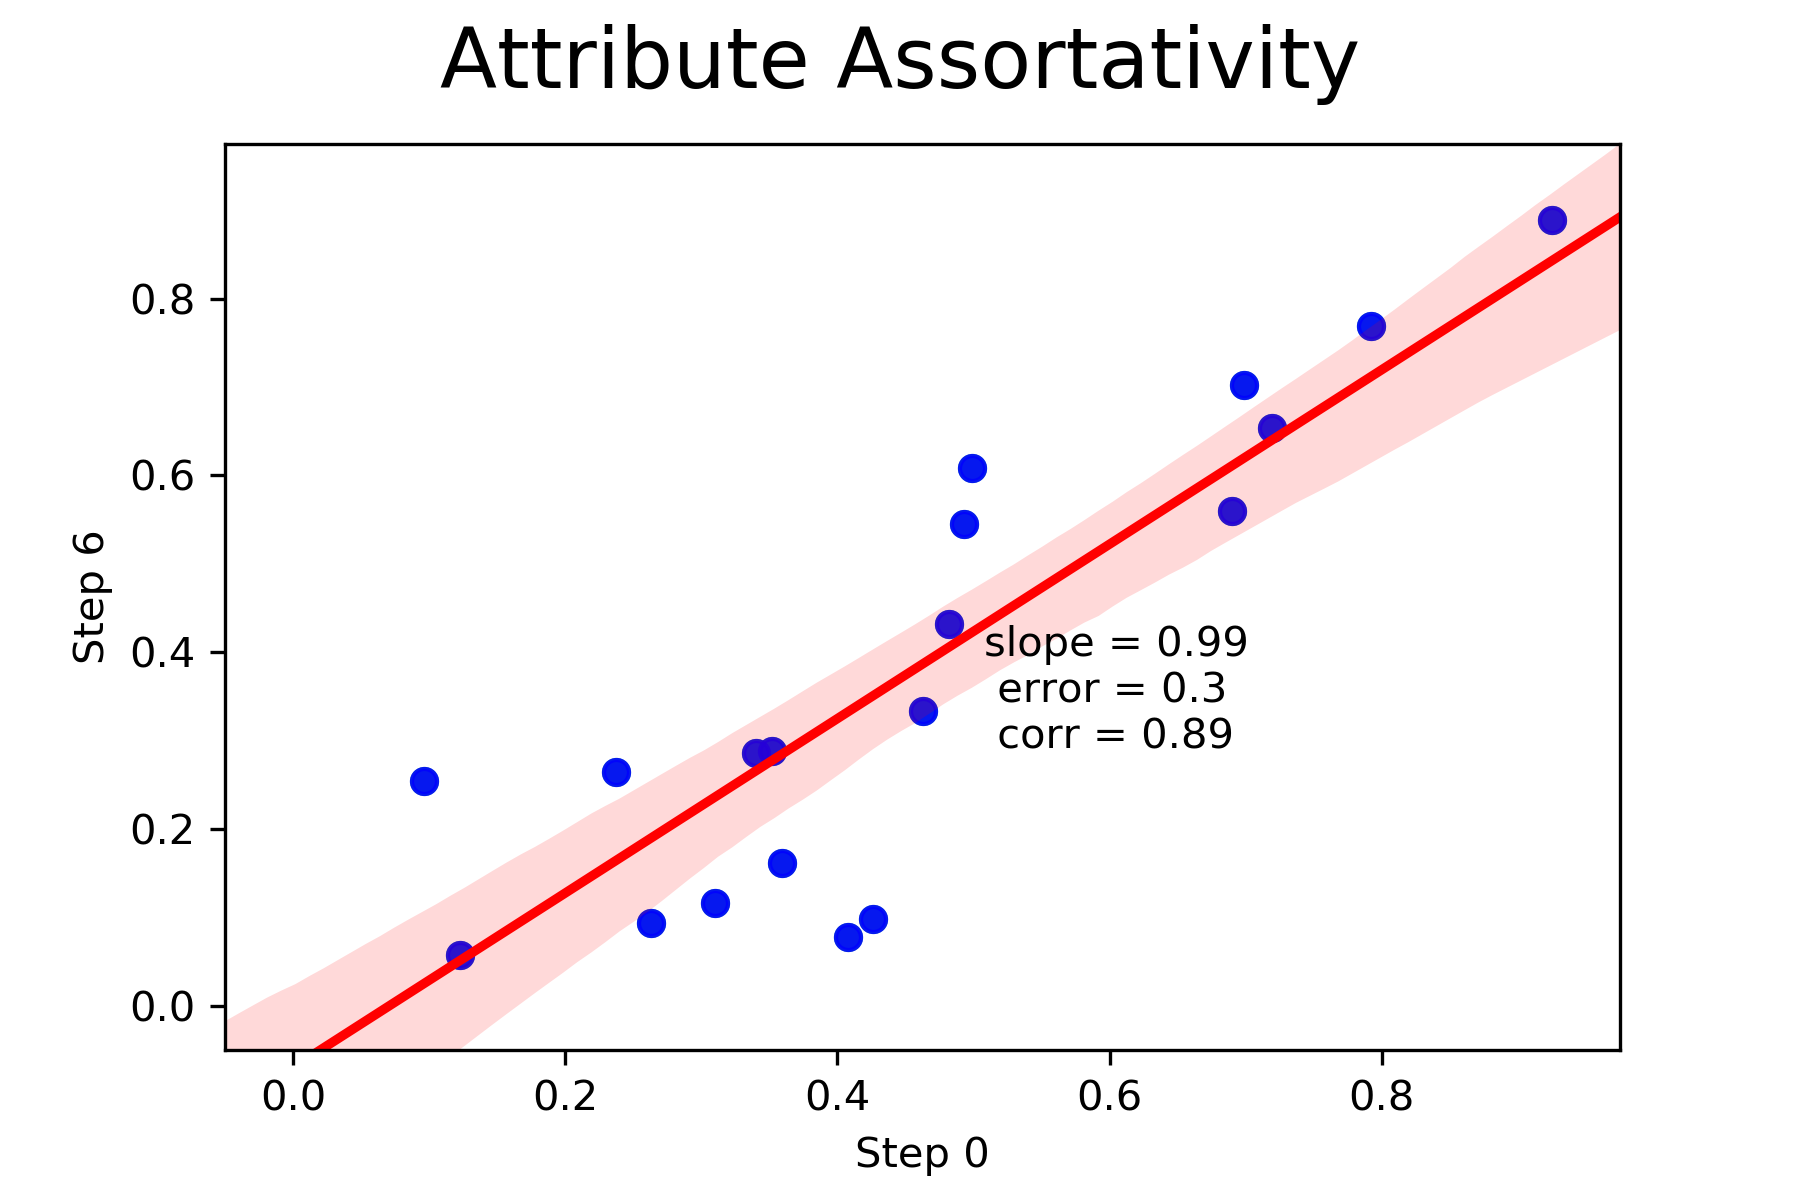 Attribute Assortativity
0.8
0.6
0.4
0.2
0.0
Step 6
slope = 0.99
error = 0.3
corr = 0.89
0.0 0.2 0.4 0.6 0.8
Step 0